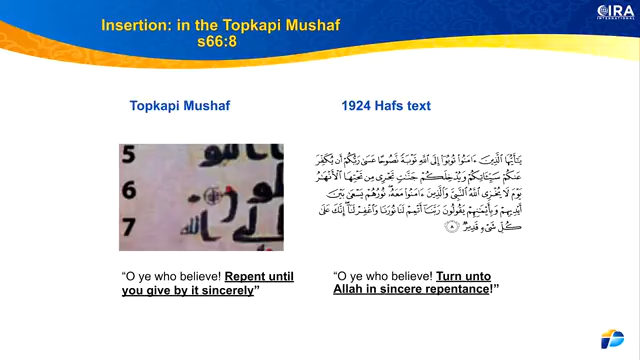 Insertion: in the Topkapi Mushaf
s66:8
CIRA
INTERNATIONAL
Topkapi Mushaf
1924 Hafs text
5
6
7
الله
يَٰٓأَيُّهَا ٱلَّذِينَ ءَامَنُوا۟ تُوبُوٓا۟ إِلَى ٱللَّهِ تَوْبَةً نَّصُوحًا عَسَىٰ رَبُّكُمْ أَن يُكَفِّرَ
عَنكُمْ سَيِّـَٔاتِكُمْ وَيُدْخِلَكُمْ جَنَّٰتٍ تَجْرِى مِن تَحْتِهَا ٱلْأَنْهَٰرُ
يَوْمَ لَا يُخْزِى ٱللَّهُ ٱلنَّبِىَّ وَٱلَّذِينَ ءَامَنُوا۟ مَعَهُۥ نُورُهُمْ يَسْعَىٰ بَيْنَ
أَيْدِيهِمْ وَبِأَيْمَٰنِهِمْ يَقُولُونَ رَبَّنَآ أَتْمِمْ لَنَا نُورَنَا وَٱغْفِرْ لَنَآ إِنَّكَ عَلَىٰ
كُلِّ شَىْءٍ قَدِيرٌ ۝٨
“O ye who believe! Repent until
you give by it sincerely”
“O ye who believe! Turn unto
Allah in sincere repentance!”